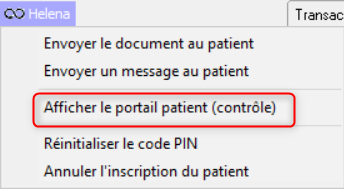 Helena
Transac
Envoyer le document au patient
Envoyer un message au patient
Afficher le portail patient (contrôle)
Réinitialiser le code PIN
Annuler l'inscription du patient